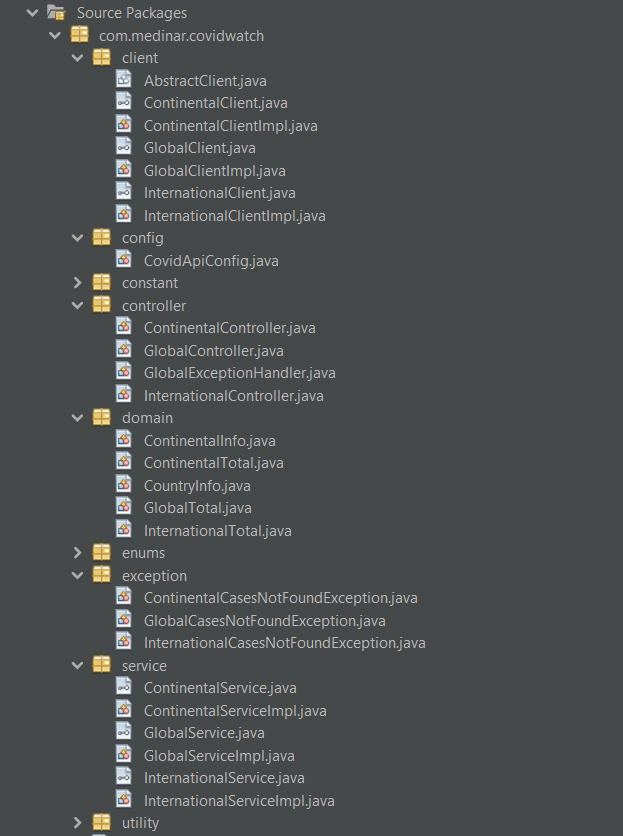 Source Packages
com.medinar.covidwatch
client
AbstractClient.java
ContinentalClient.java
ContinentalClientImpl.java
GlobalClient.java
GlobalClientImpl.java
InternationalClient.java
InternationalClientImpl.java
config
CovidApiConfig.java
constant
controller
ContinentalController.java
GlobalController.java
GlobalExceptionHandler.java
InternationalController.java
domain
ContinentalInfo.java
ContinentalTotal.java
CountryInfo.java
GlobalTotal.java
InternationalTotal.java
enums
exception
ContinentalCasesNotFoundException.java
GlobalCasesNotFoundException.java
InternationalCasesNotFoundException.java
service
ContinentalService.java
ContinentalServiceImpl.java
GlobalService.java
GlobalServiceImpl.java
InternationalService.java
InternationalServiceImpl.java
utility